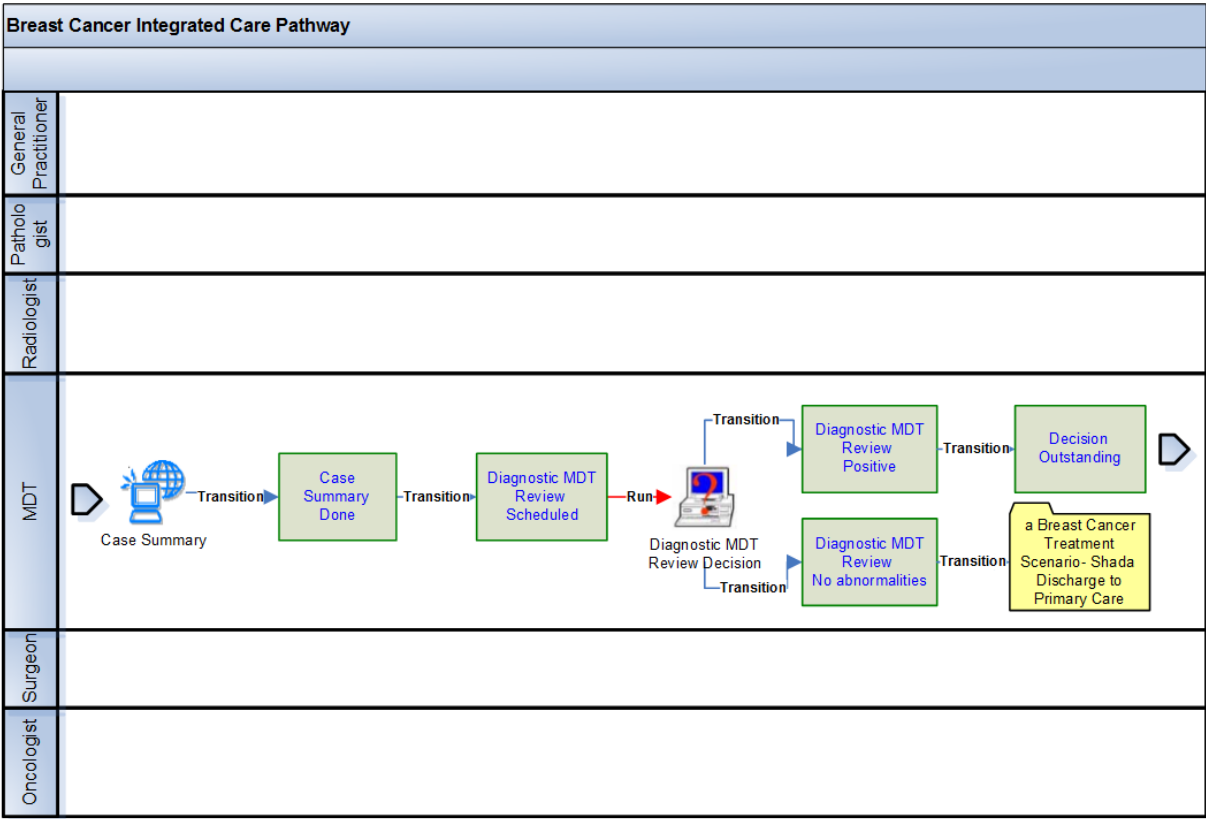 Breast Cancer Integrated Care Pathway
General
Practitioner
Patholo
gist
Radiologist
MDT
Case Summary
Transition
Case
Summary
Done
Transition
Diagnostic MDT
Review
Scheduled
Run
Diagnostic MDT
Review Decision
Transition
Diagnostic MDT
Review
Positive
Transition
Decision
Outstanding
Transition
Diagnostic MDT
Review
No abnormalities
Transition
a Breast Cancer
Treatment
Scenario- Shada
Discharge to
Primary Care
Surgeon
Oncologist